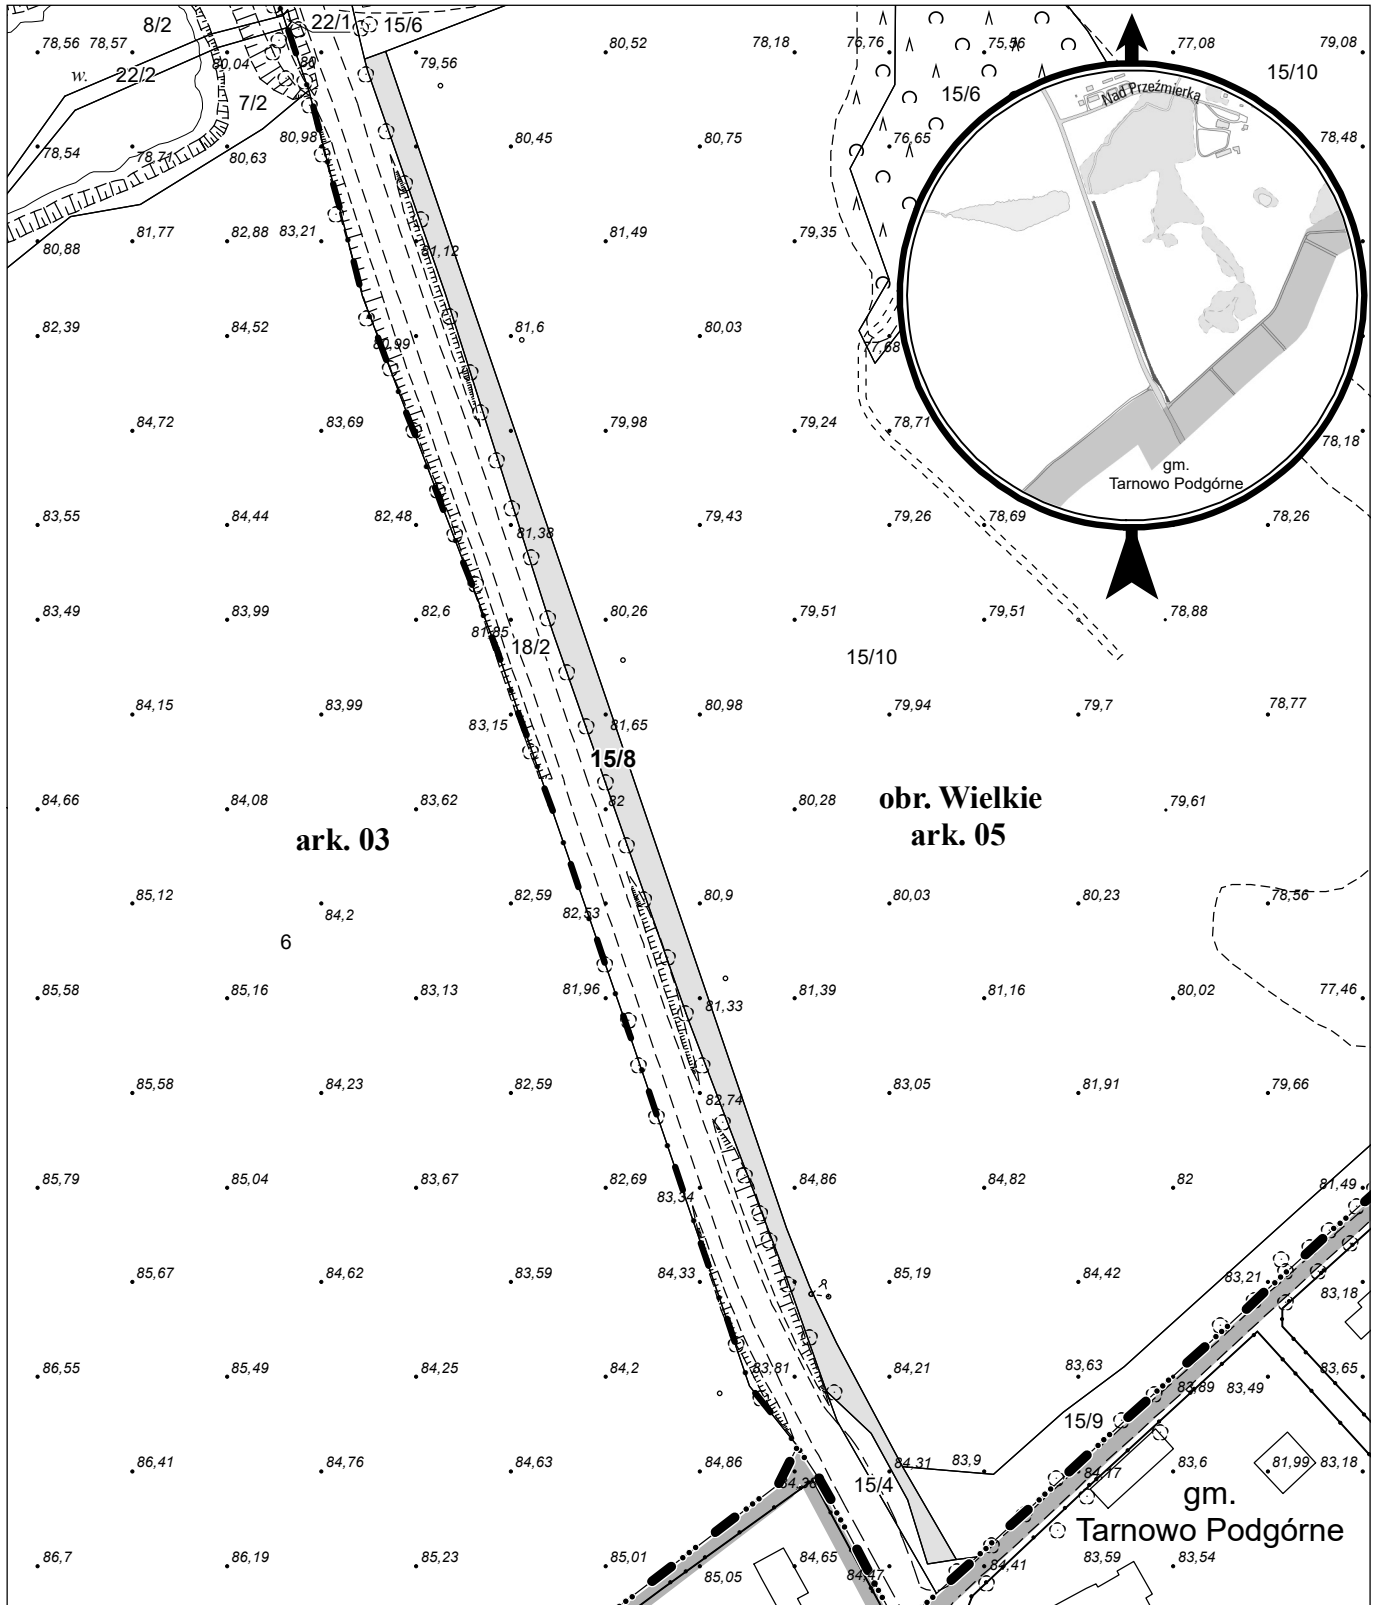 8/2 22/1 15/6
78,56 78,57 80,52 78,18 76,76 75,56 77,08 79,08
w. 22/2 80,04 80 79,56 15/6 15/10
7/2 Nad Przeźmierką
78,54 78,71 80,63 80,98 80,45 80,75 76,65 78,48
80,88 81,77 82,88 83,21 81,12 81,49 79,35
82,39 84,52 80,99 81,6 80,03 77,68
84,72 83,69 79,98 79,24 78,71 78,18
gm.
Tarnowo Podgórne
83,55 84,44 82,48 81,38 79,43 79,26 78,69 78,26
83,49 83,99 82,6 81,85 80,26 79,51 79,51 78,88
18/2 15/10
84,15 83,99 83,15 81,65 80,98 79,94 79,7 78,77
15/8
84,66 84,08 83,62 82 80,28 79,61
obr. Wielkie
ark. 03 ark. 05
85,12 84,2 82,59 82,53 80,9 80,03 80,23 78,56
6
85,58 85,16 83,13 81,96 81,33 81,39 81,16 80,02 77,46
85,58 84,23 82,59 82,74 83,05 81,91 79,66
85,79 85,04 83,67 82,69 83,34 84,86 84,82 82 81,49
85,67 84,62 83,59 84,33 85,19 84,42 83,21 83,18
86,55 85,49 84,25 84,2 83,81 84,21 83,63 83,89 83,49 83,65
15/9
86,41 84,76 84,63 84,86 84,38 84,31 83,9 84,17 83,6 81,99 83,18
15/4
gm.
Tarnowo Podgórne
86,7 86,19 85,23 85,01 85,05 84,65 84,47 84,41 83,59 83,54